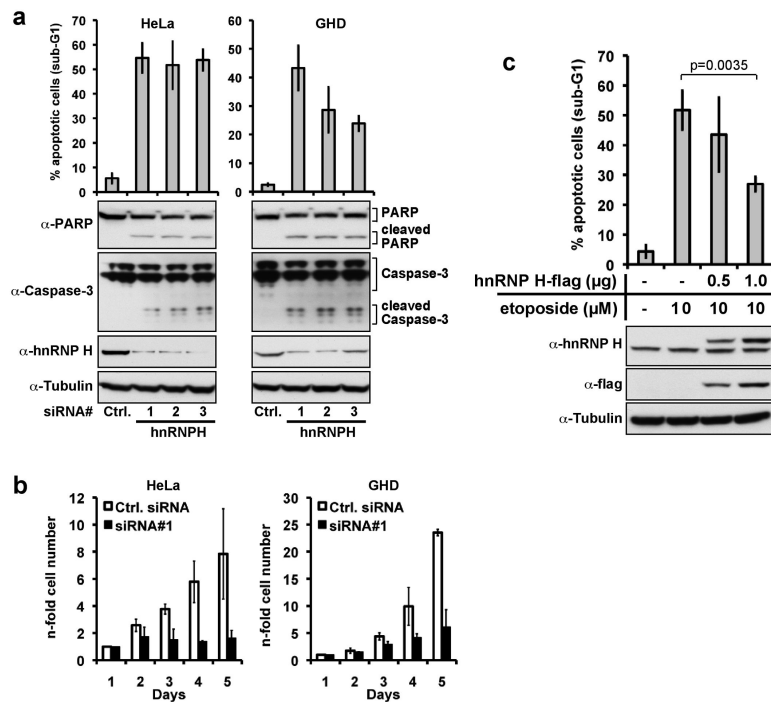 a
HeLa
GHD
% apoptotic cells (sub-G1)
70
60
50
40
30
20
10
0
60
50
40
30
20
10
0
α-PARP
PARP
cleaved
PARP
α-Caspase-3
Caspase-3
cleaved
Caspase-3
α-hnRNP H
α-Tubulin
siRNA# Ctrl. 1 2 3 Ctrl. 1 2 3
hnRNPH hnRNPH
b
HeLa
n-fold cell number
12
10
8
6
4
2
0
Ctrl. siRNA
siRNA#1
1 2 3 4 5
Days
GHD
n-fold cell number
30
25
20
15
10
5
0
Ctrl. siRNA
siRNA#1
1 2 3 4 5
Days
c
p=0.0035
% apoptotic cells (sub-G1)
70
60
50
40
30
20
10
0
hnRNP H-flag (µg) - - 0.5 1.0
etoposide (µM) - 10 10 10
α-hnRNP H
α-flag
α-Tubulin